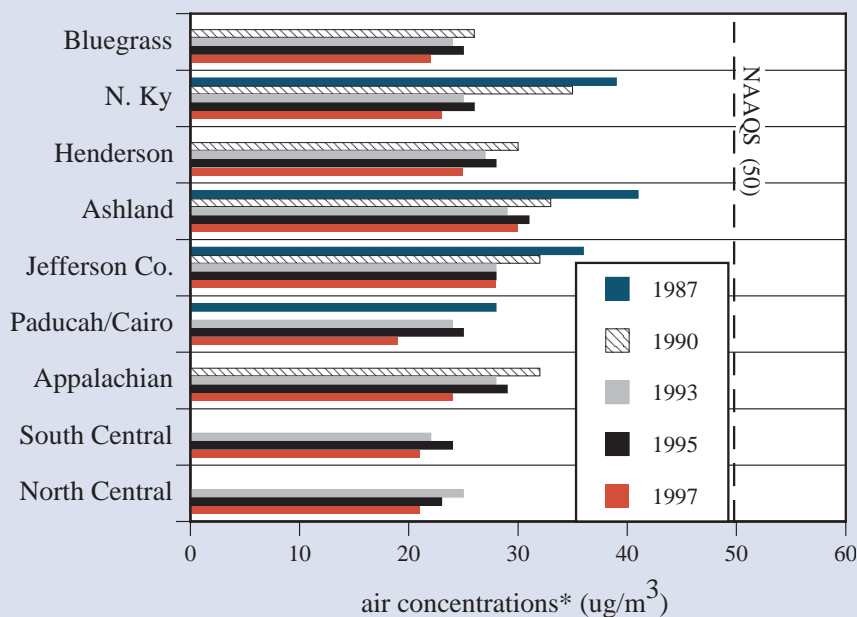 Bluegrass
N. Ky
Henderson
Ashland
Jefferson Co.
Paducah/Cairo
Appalachian
South Central
North Central
NAAQS (50)
1987
1990
1993
1995
1997
0 10 20 30 40 50 60
air concentrations* (ug/m³)